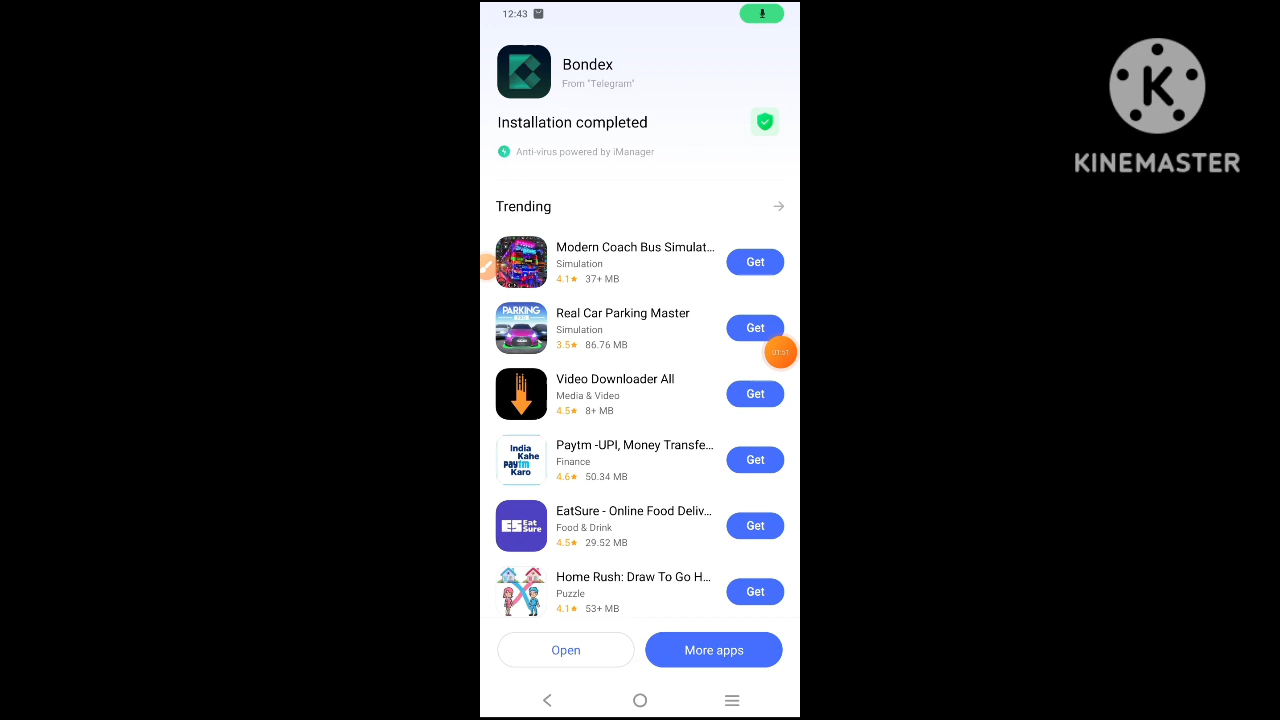 12:43
Bondex
From "Telegram"
Installation completed
Anti-virus powered by iManager
Trending
Modern Coach Bus Simulat...
Simulation
4.1★ 37+ MB
Get
PARKING
Real Car Parking Master
Simulation
3.5★ 86.76 MB
Get
01:51
Video Downloader All
Media & Video
4.5★ 8+ MB
Get
India
Kahe
paytm
Karo
Paytm -UPI, Money Transfe...
Finance
4.6★ 50.34 MB
Get
ES Eat
Sure
EatSure - Online Food Deliv...
Food & Drink
4.5★ 29.52 MB
Get
Home Rush: Draw To Go H...
Puzzle
4.1★ 53+ MB
Get
Open
More apps
K
KINEMASTER